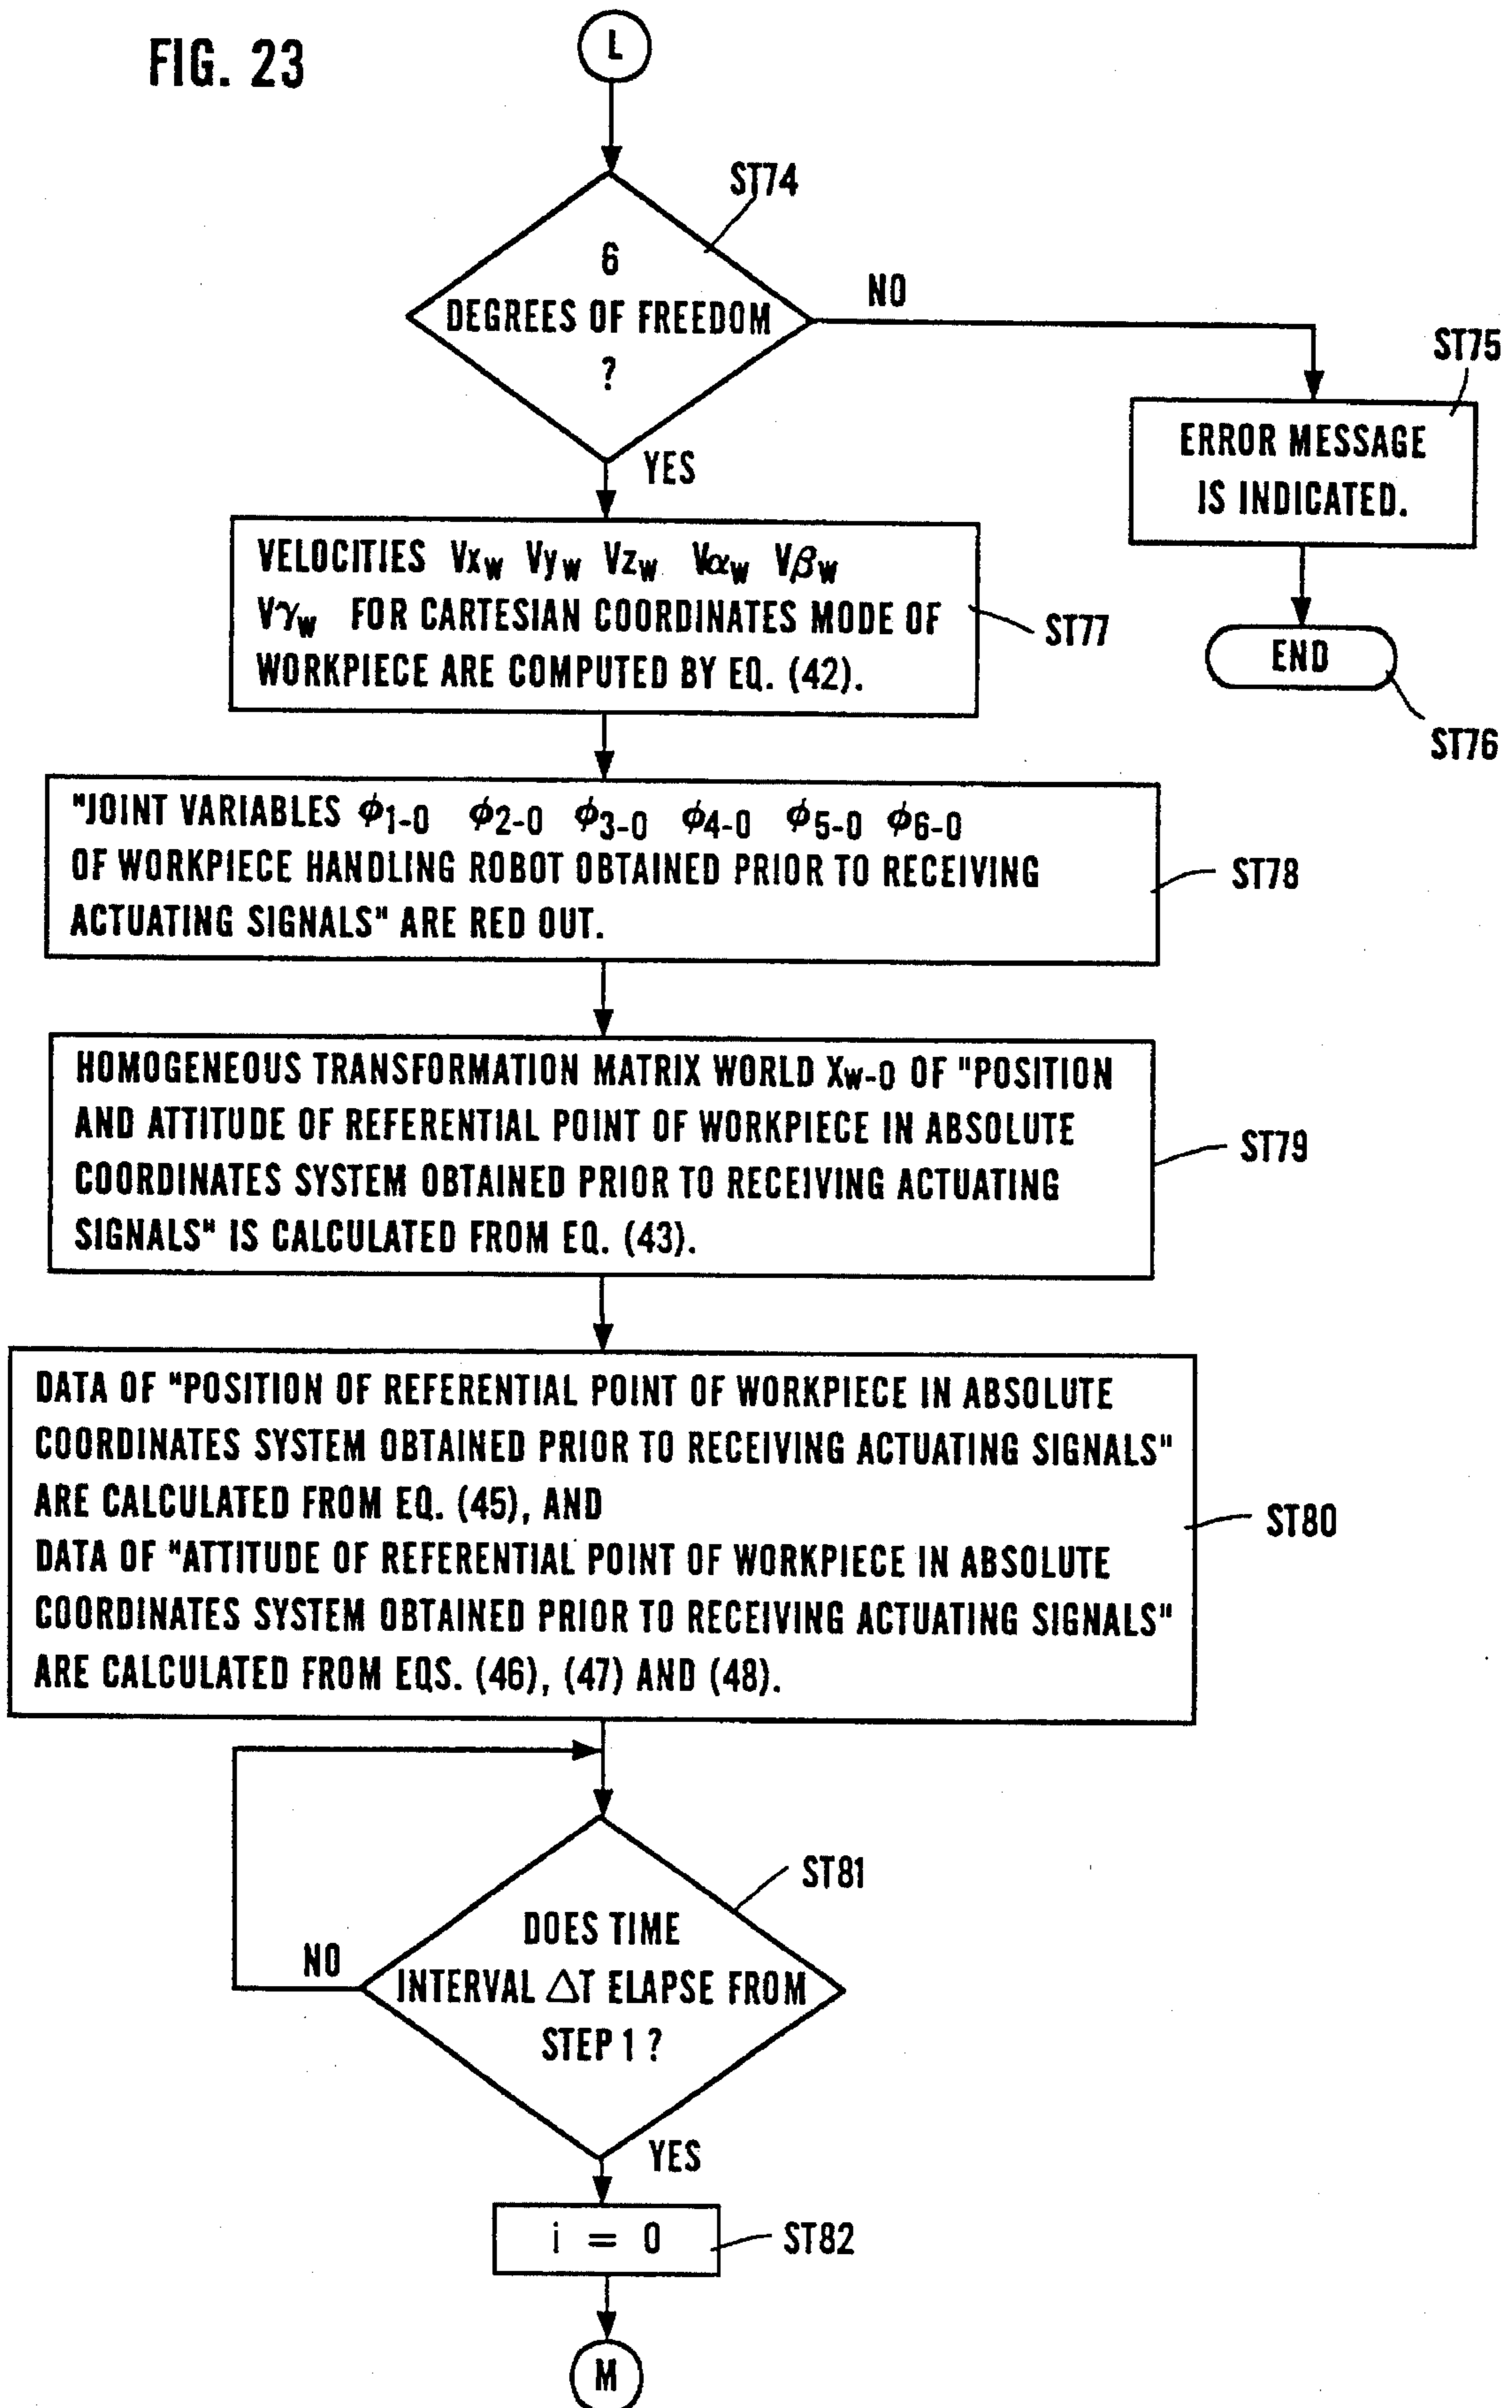 FIG. 23
L
ST74
6
DEGREES OF FREEDOM
?
NO
YES
ST75
ERROR MESSAGE
IS INDICATED.
END
ST76
VELOCITIES Vxw Vyw Vzw Vαw Vβw
Vγw FOR CARTESIAN COORDINATES MODE OF
WORKPIECE ARE COMPUTED BY EQ. (42).
ST77
"JOINT VARIABLES ϕ1-0 ϕ2-0 ϕ3-0 ϕ4-0 ϕ5-0 ϕ6-0
OF WORKPIECE HANDLING ROBOT OBTAINED PRIOR TO RECEIVING
ACTUATING SIGNALS" ARE RED OUT.
ST78
HOMOGENEOUS TRANSFORMATION MATRIX WORLD Xw-0 OF "POSITION
AND ATTITUDE OF REFERENTIAL POINT OF WORKPIECE IN ABSOLUTE
COORDINATES SYSTEM OBTAINED PRIOR TO RECEIVING ACTUATING
SIGNALS" IS CALCULATED FROM EQ. (43).
ST79
DATA OF "POSITION OF REFERENTIAL POINT OF WORKPIECE IN ABSOLUTE
COORDINATES SYSTEM OBTAINED PRIOR TO RECEIVING ACTUATING SIGNALS"
ARE CALCULATED FROM EQ. (45), AND
DATA OF "ATTITUDE OF REFERENTIAL POINT OF WORKPIECE IN ABSOLUTE
COORDINATES SYSTEM OBTAINED PRIOR TO RECEIVING ACTUATING SIGNALS"
ARE CALCULATED FROM EQS. (46), (47) AND (48).
ST80
ST81
DOES TIME
INTERVAL △T ELAPSE FROM
STEP 1 ?
NO
YES
i = 0
ST82
M